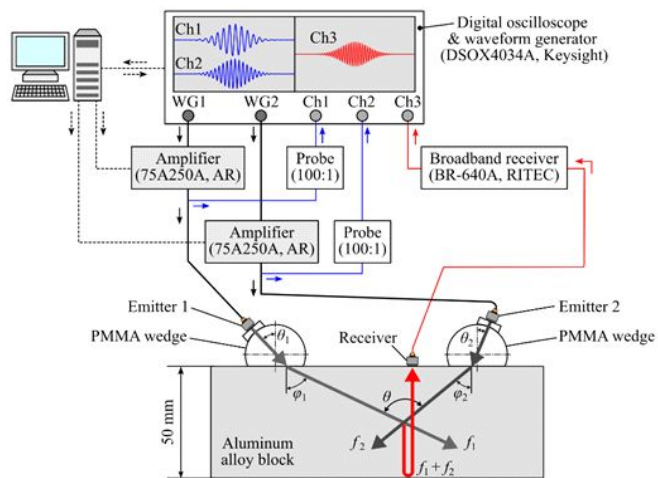 Ch1
Ch2
Ch3
Digital oscilloscope
& waveform generator
(DSOX4034A, Keysight)
WG1 WG2 Ch1 Ch2 Ch3
Amplifier
(75A250A, AR)
Probe
(100:1)
Broadband receiver
(BR-640A, RITEC)
Amplifier
(75A250A, AR)
Probe
(100:1)
Emitter 1
PMMA wedge
θ1
Receiver
θ2
Emitter 2
PMMA wedge
50 mm
φ1
θ
φ2
Aluminum
alloy block
f2
f1
f1 + f2